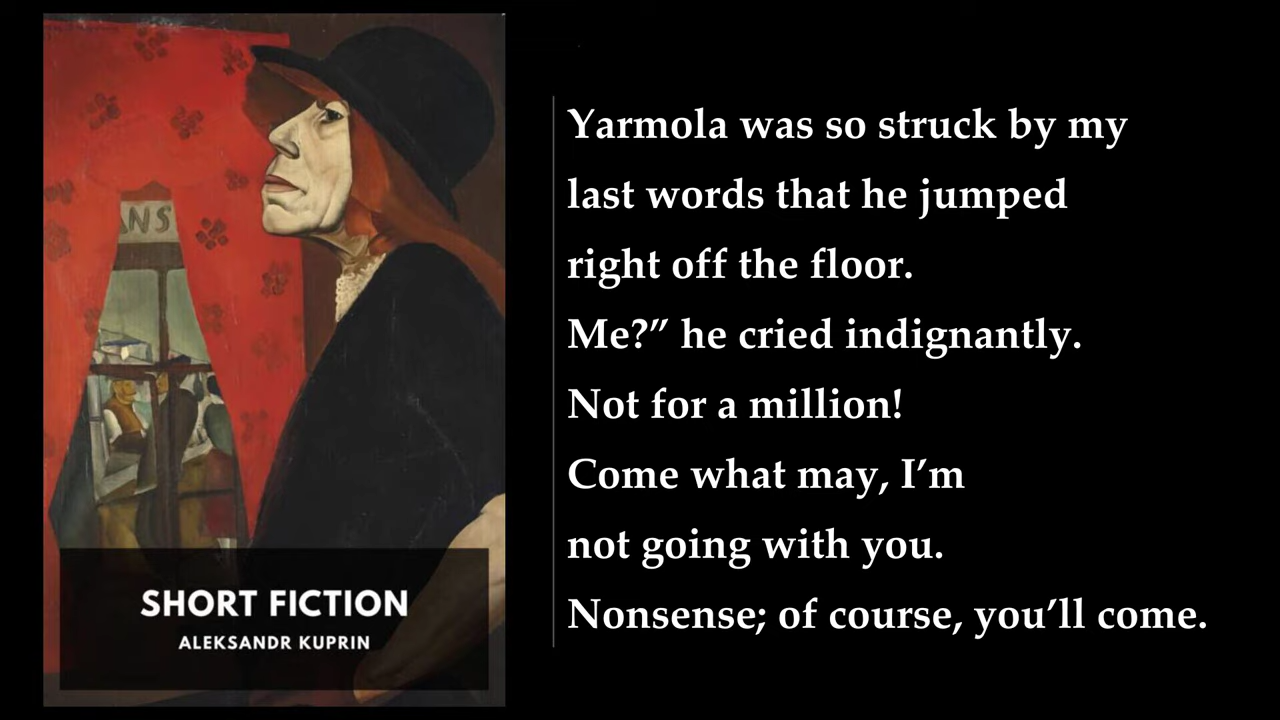 NS
SHORT FICTION
ALEKSANDR KUPRIN
Yarmola was so struck by my
last words that he jumped
right off the floor.
Me?” he cried indignantly.
Not for a million!
Come what may, I’m
not going with you.
Nonsense; of course, you’ll come.